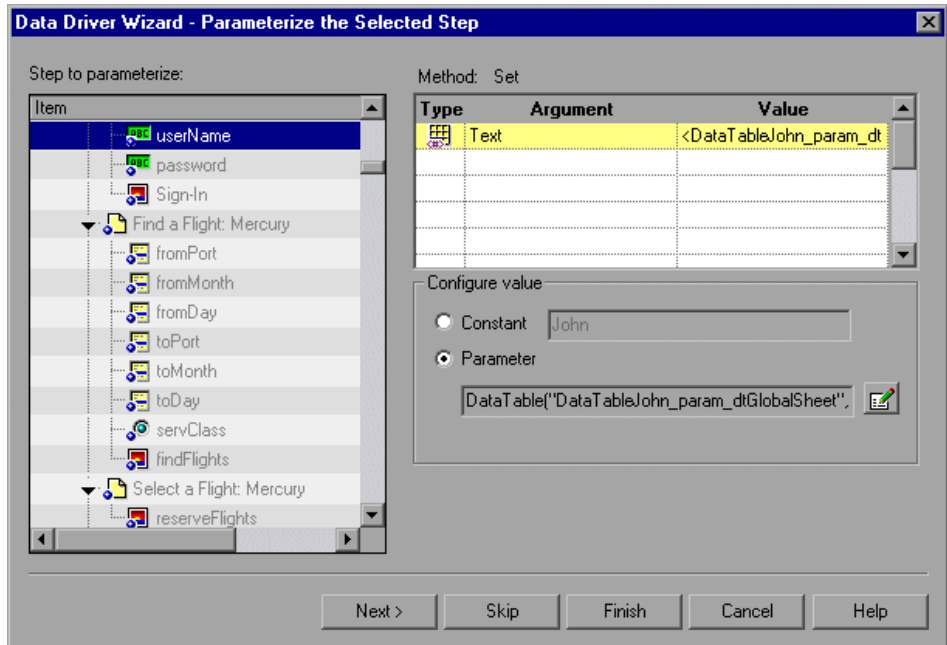 Data Driver Wizard - Parameterize the Selected Step
Step to parameterize:
Item
userName
password
Sign-In
Find a Flight: Mercury
fromPort
fromMonth
fromDay
toPort
toMonth
toDay
servClass
findFlights
Select a Flight: Mercury
reserveFlights
Method: Set
Type Argument Value
Text <DataTableJohn_param_dt
Configure value
Constant John
Parameter
DataTable("DataTableJohn_param_dtGlobalSheet",
Next > Skip Finish Cancel Help